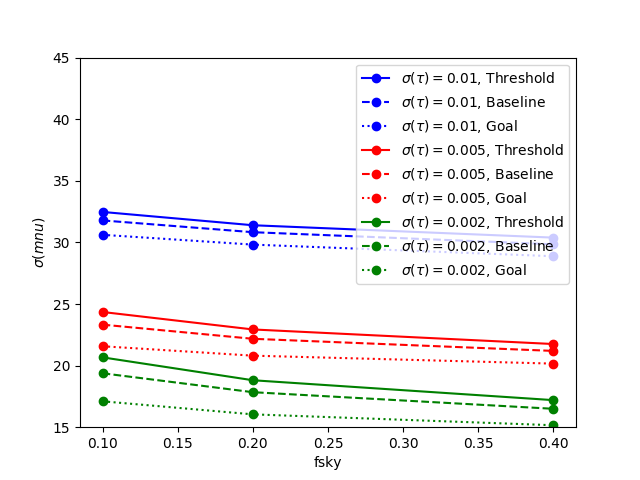 45
40
35
30
25
20
15
σ(mnu)
0.10 0.15 0.20 0.25 0.30 0.35 0.40
fsky
σ(τ) = 0.01, Threshold
σ(τ) = 0.01, Baseline
σ(τ) = 0.01, Goal
σ(τ) = 0.005, Threshold
σ(τ) = 0.005, Baseline
σ(τ) = 0.005, Goal
σ(τ) = 0.002, Threshold
σ(τ) = 0.002, Baseline
σ(τ) = 0.002, Goal